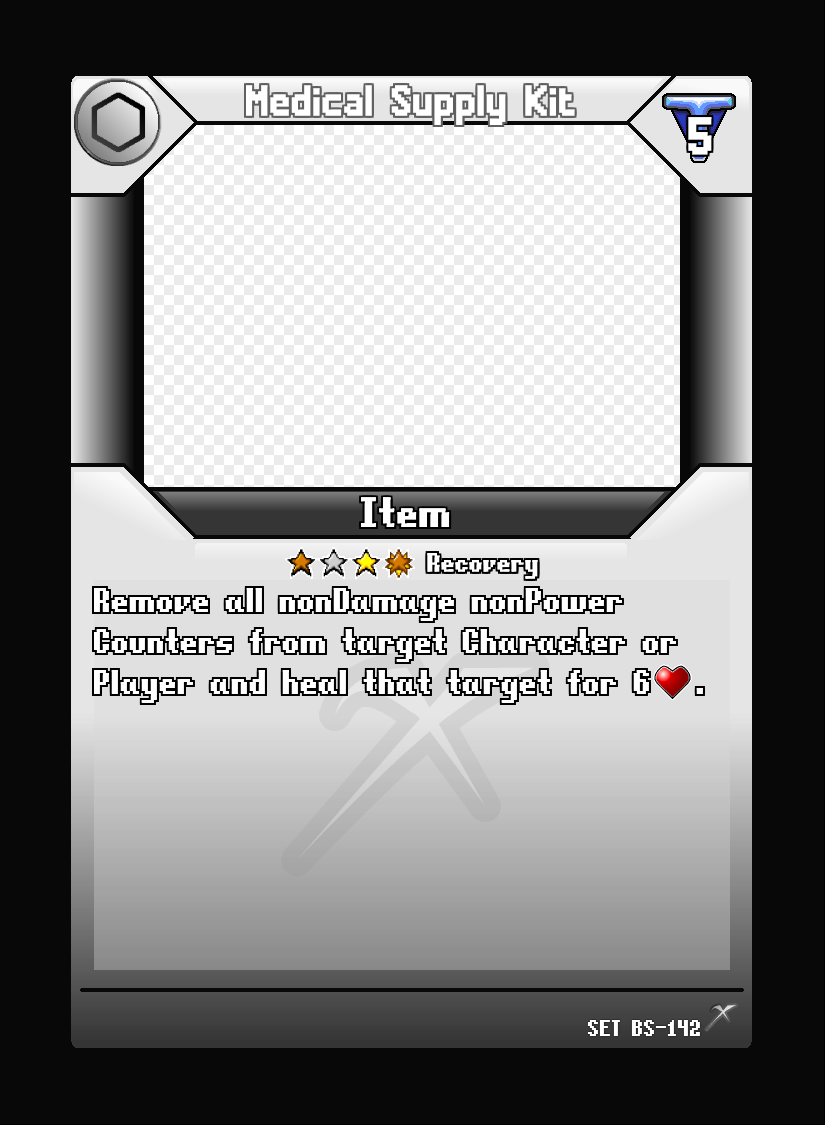 Medical Supply Kit
5
Item
Recovery
Remove all nonDamage nonPower
Counters from target Character or
Player and heal that target for 6❤.
SET BS-142